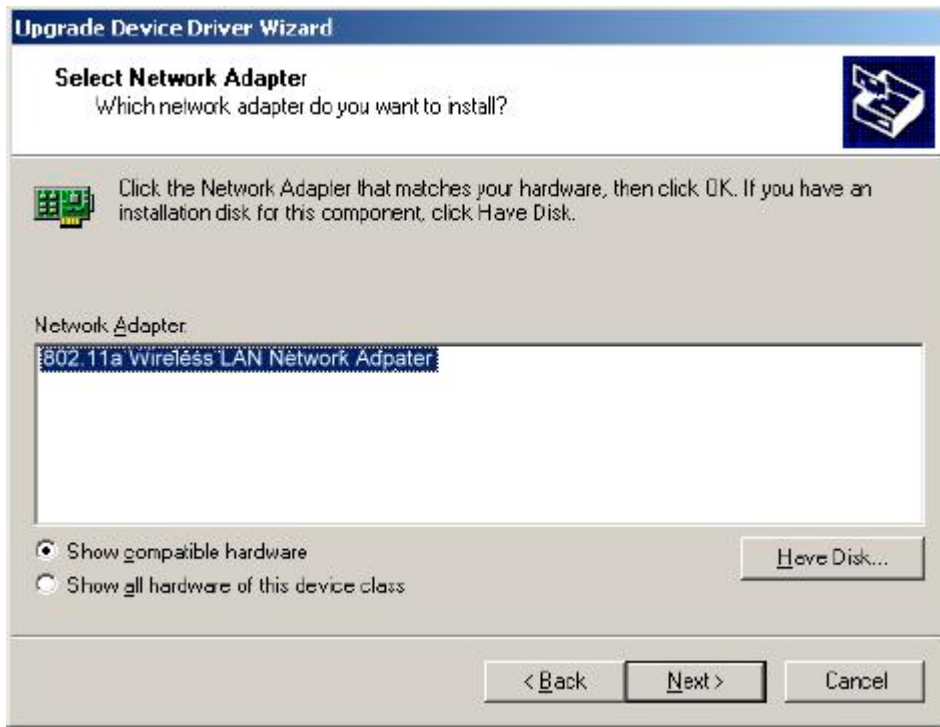 Upgrade Device Driver Wizard
Select Network Adapter
Which network adapter do you want to install?
Click the Network Adapter that matches your hardware, then click OK. If you have an
installation disk for this component, click Have Disk.
Network Adapter:
802.11a Wireless LAN Network Adpater
Show compatible hardware
Show all hardware of this device class
Have Disk...
< Back
Next >
Cancel